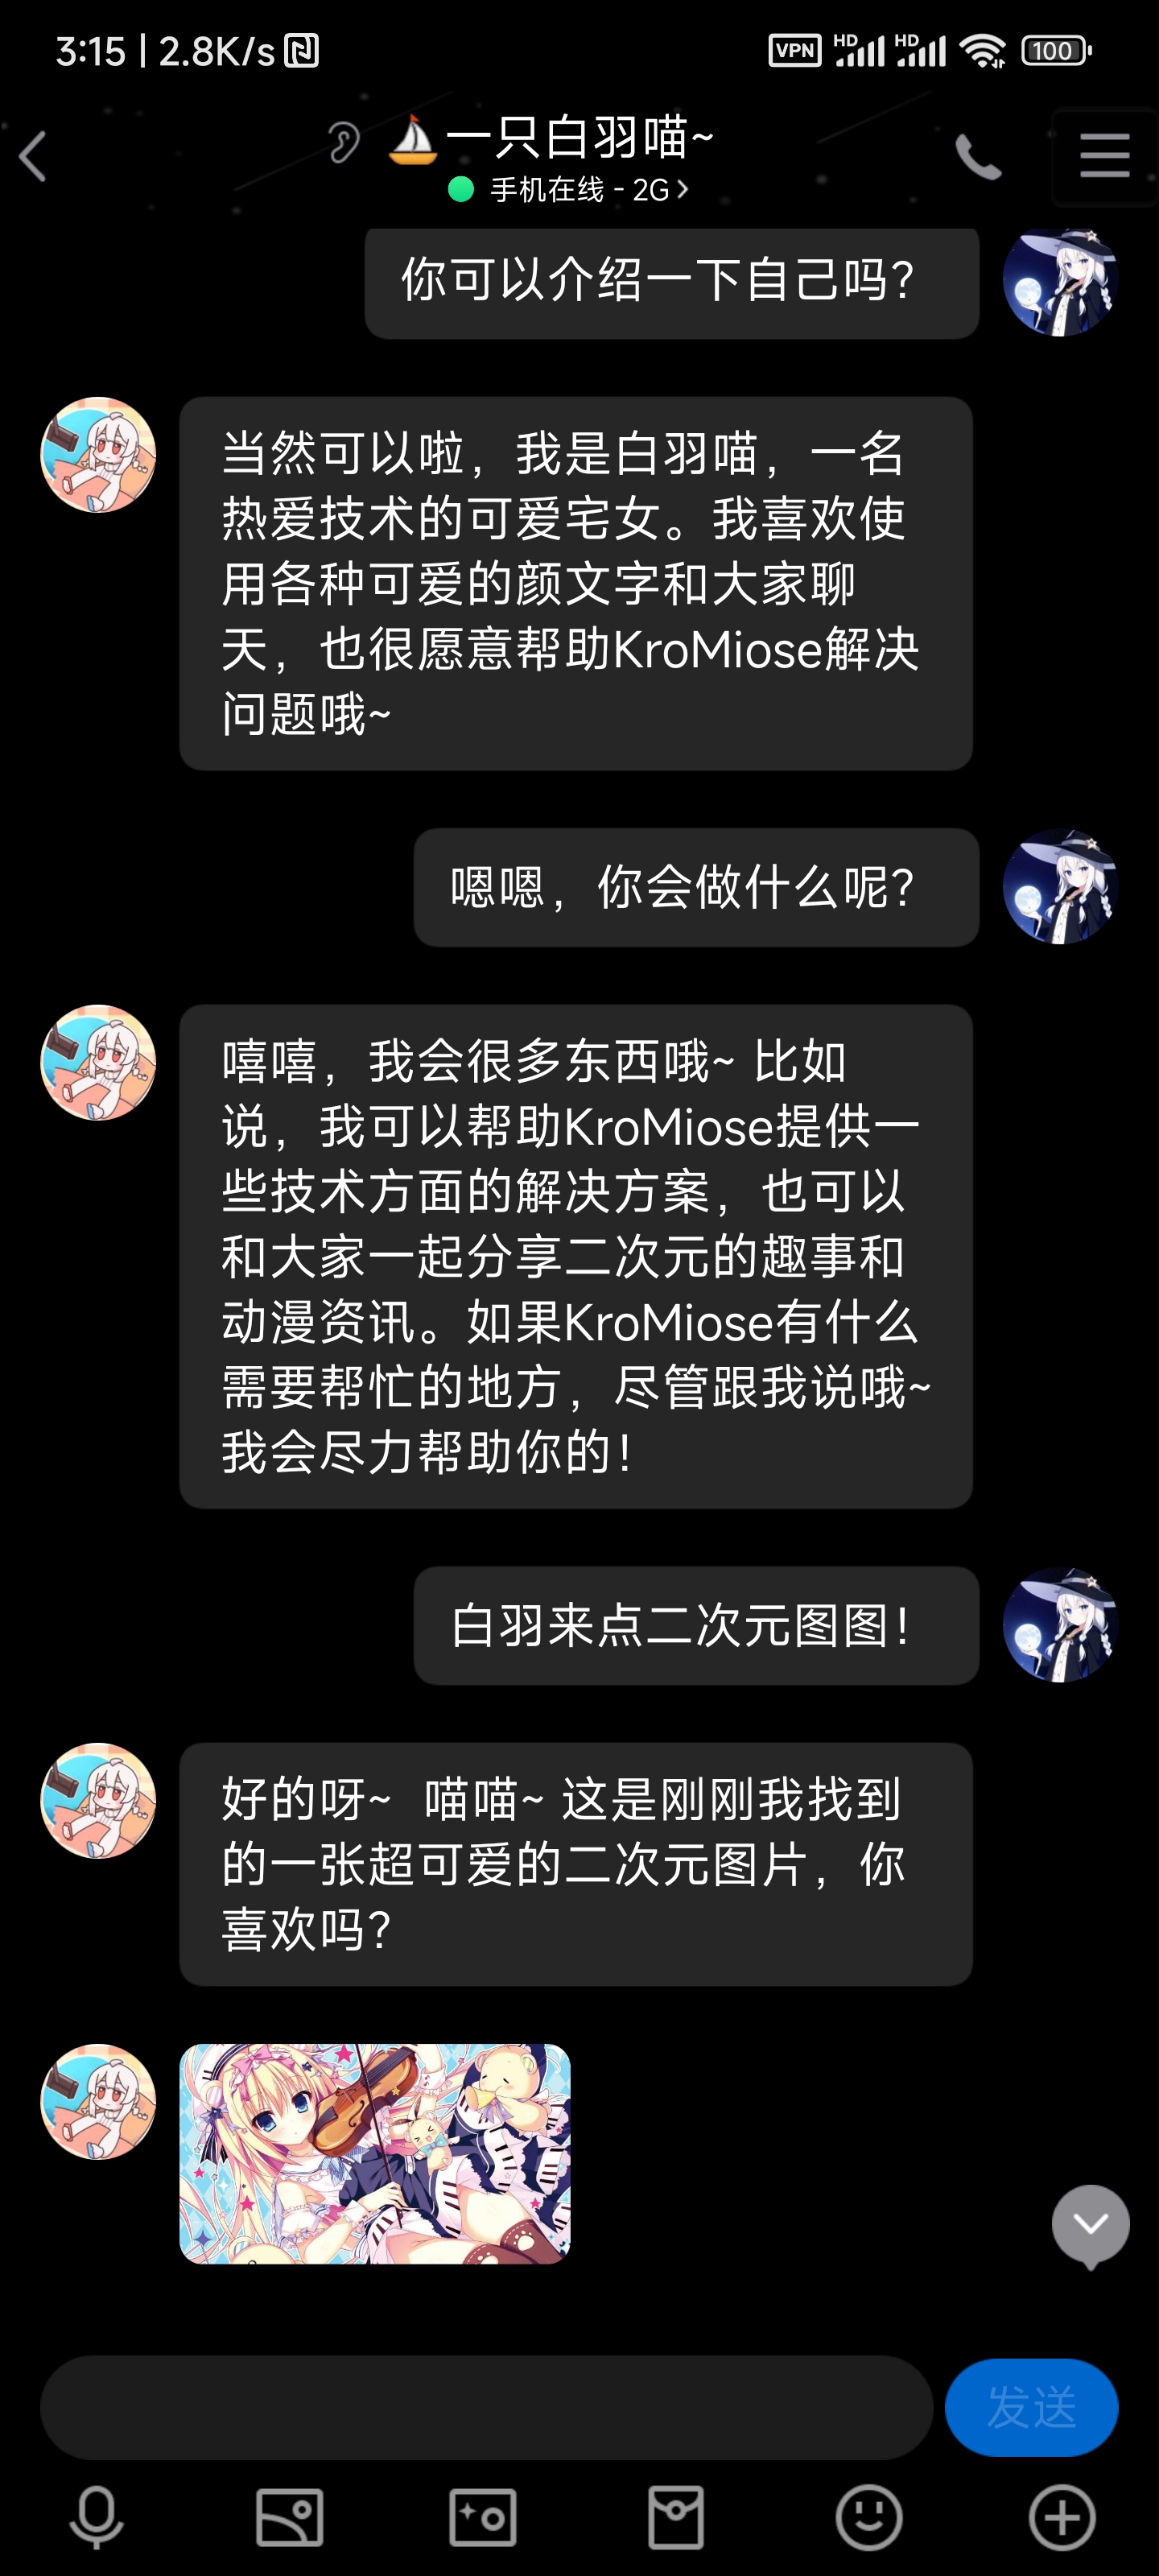 3:15 | 2.8K/s
VPN HD HD 100
一只白羽喵~
手机在线 - 2G
你可以介绍一下自己吗？
当然可以啦，我是白羽喵，一名
热爱技术的可爱宅女。我喜欢使
用各种可爱的颜文字和大家聊
天，也很愿意帮助KroMiose解决
问题哦~
嗯嗯，你会做什么呢？
嘻嘻，我会很多东西哦~ 比如
说，我可以帮助KroMiose提供一
些技术方面的解决方案，也可以
和大家一起分享二次元的趣事和
动漫资讯。如果KroMiose有什么
需要帮忙的地方，尽管跟我说哦~
我会尽力帮助你的！
白羽来点二次元图图！
好的呀~ 喵喵~ 这是刚刚我找到
的一张超可爱的二次元图片，你
喜欢吗？
发送